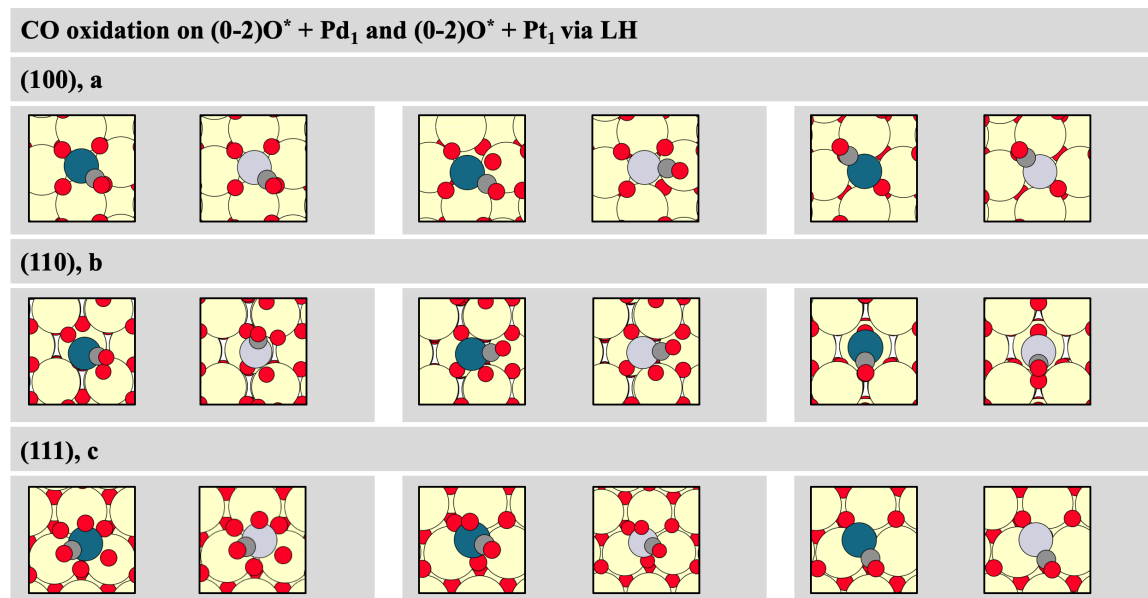 CO oxidation on (0-2)O* + Pd₁ and (0-2)O* + Pt₁ via LH
(100), a
(110), b
(111), c